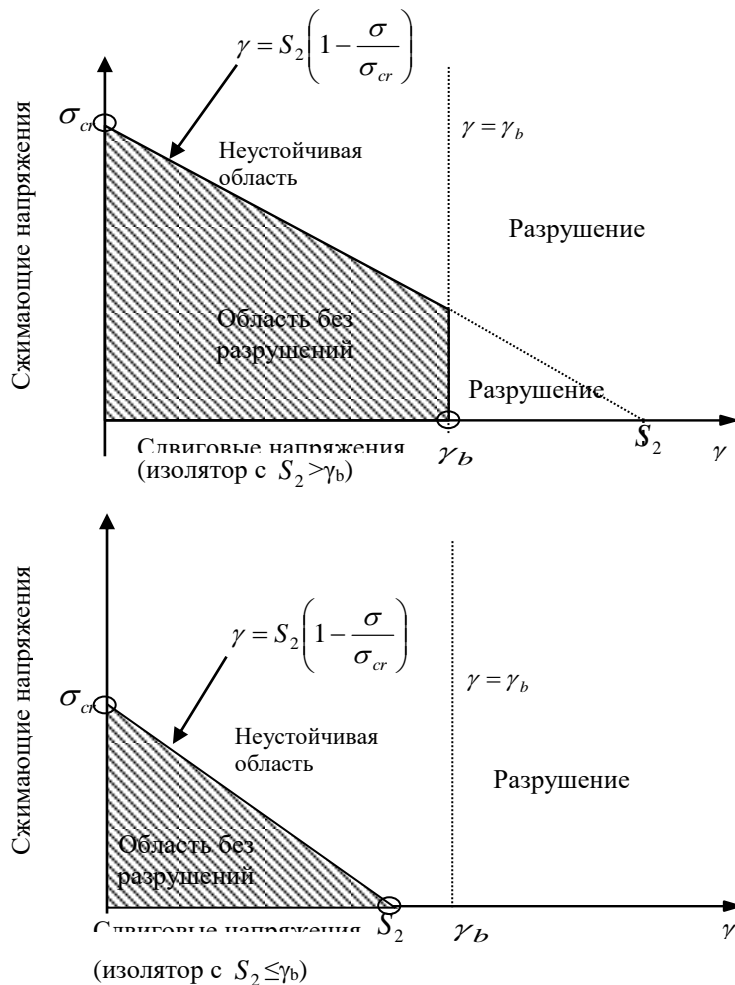 γ = S₂(1 − σ/σcr)
Сжимающие напряжения
σcr
γ = γb
Неустойчивая
область
Разрушение
Область без
разрушений
Разрушение
Сдвиговые напряжения
γb
S₂
γ
(изолятор с S₂>γb)
Сжимающие напряжения
γ = S₂(1 − σ/σcr)
σcr
γ = γb
Неустойчивая
область
Разрушение
Область без
разрушений
Сдвиговые напряжения
S₂
γb
γ
(изолятор с S₂≤γb)